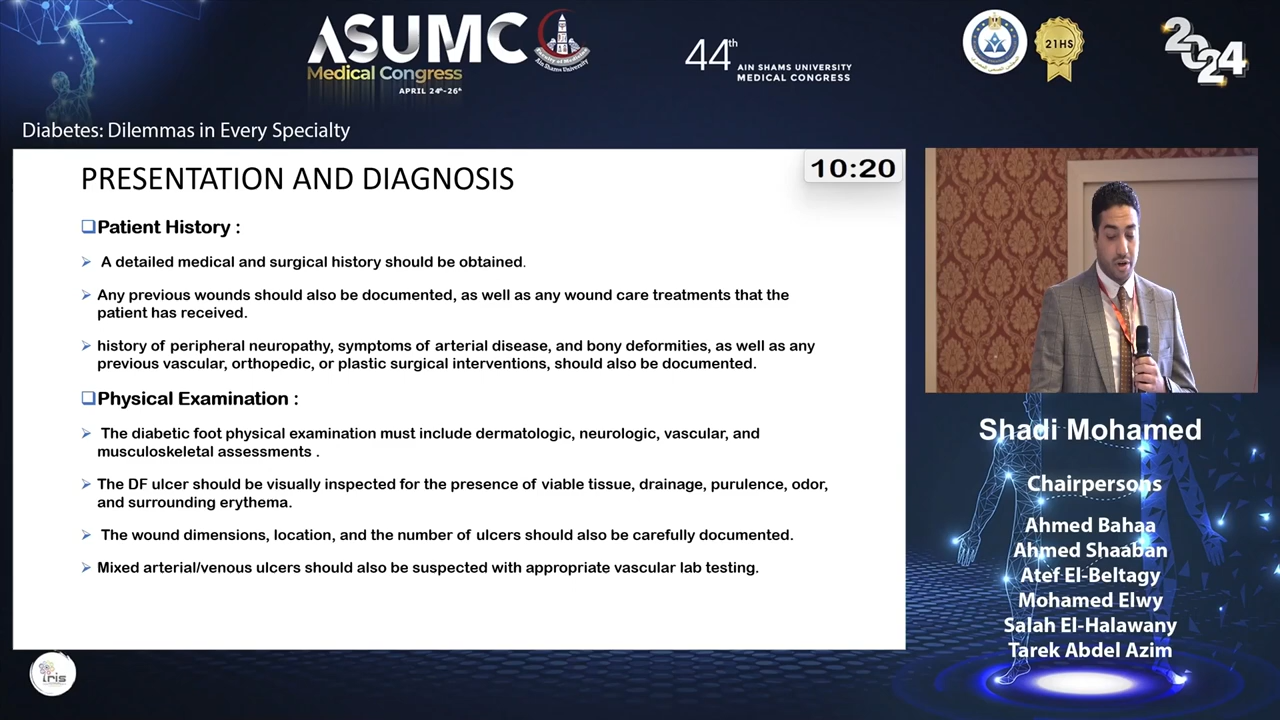 ASUMC
Medical Congress
APRIL 24th-26th
Faculty of Medicine
Ain Shams University
44th AIN SHAMS UNIVERSITY
MEDICAL CONGRESS
21HS
2024
Diabetes: Dilemmas in Every Specialty
10:20
PRESENTATION AND DIAGNOSIS
Patient History :
A detailed medical and surgical history should be obtained.
Any previous wounds should also be documented, as well as any wound care treatments that the
patient has received.
history of peripheral neuropathy, symptoms of arterial disease, and bony deformities, as well as any
previous vascular, orthopedic, or plastic surgical interventions, should also be documented.
Physical Examination :
The diabetic foot physical examination must include dermatologic, neurologic, vascular, and
musculoskeletal assessments .
The DF ulcer should be visually inspected for the presence of viable tissue, drainage, purulence, odor,
and surrounding erythema.
The wound dimensions, location, and the number of ulcers should also be carefully documented.
Mixed arterial/venous ulcers should also be suspected with appropriate vascular lab testing.
Shadi Mohamed
Chairpersons
Ahmed Bahaa
Ahmed Shaaban
Atef El-Beltagy
Mohamed Elwy
Salah El-Halawany
Tarek Abdel Azim
iris